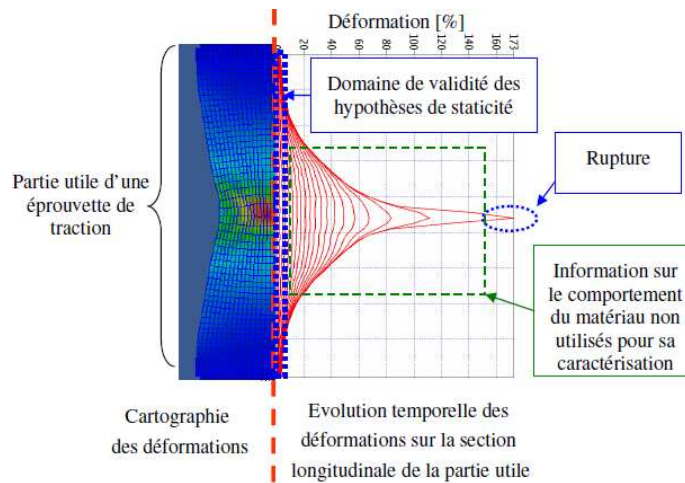 Déformation [%]
20
40
60
80
100
120
140
160
173
Domaine de validité des
hypothèses de staticité
Rupture
Partie utile d'une
éprouvette de
traction
Information sur
le comportement
du matériau non
utilisés pour sa
caractérisation
Cartographie
des déformations
Evolution temporelle des
déformations sur la section
longitudinale de la partie utile